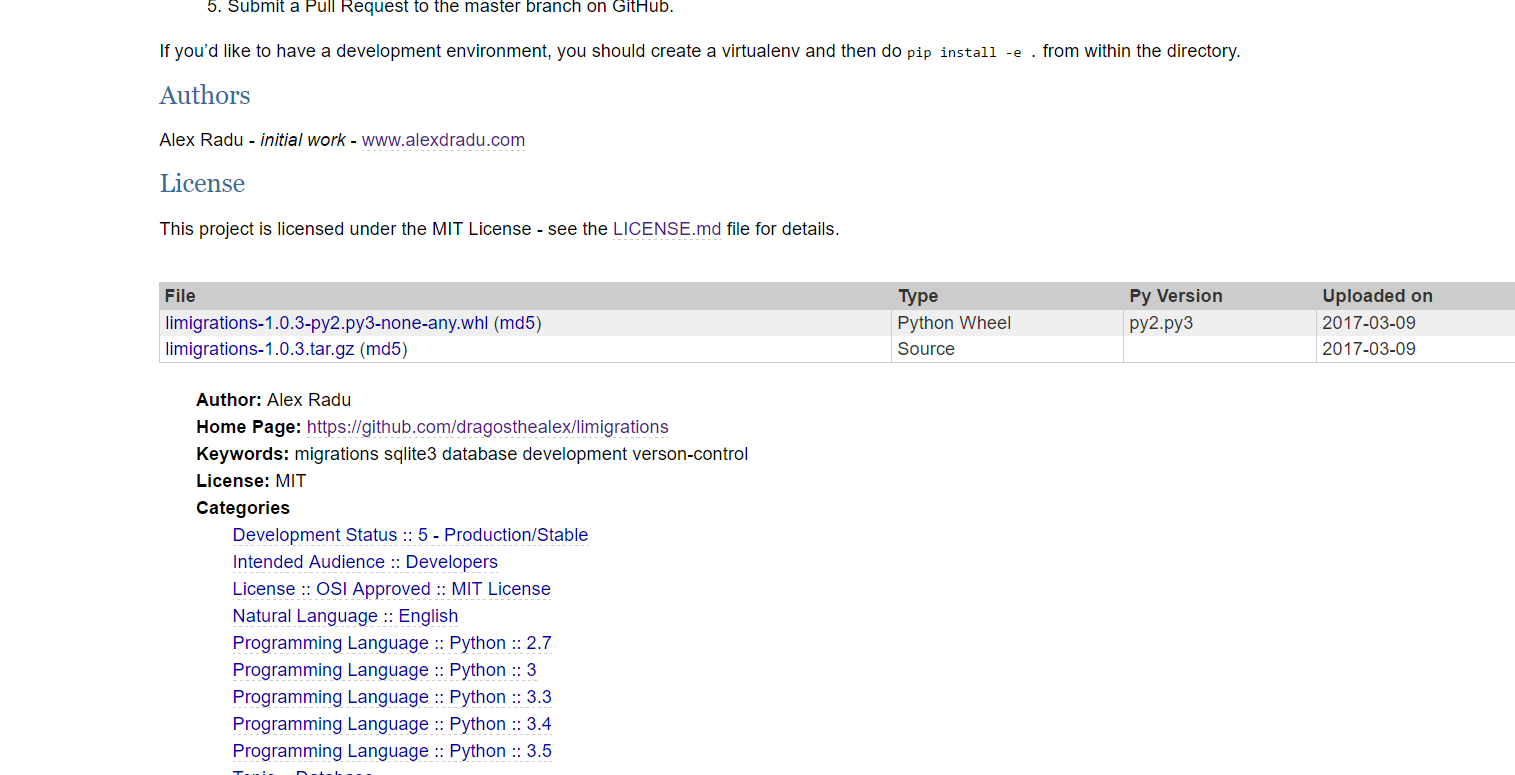 5. Submit a Pull Request to the master branch on GitHub.
If you’d like to have a development environment, you should create a virtualenv and then do pip install -e . from within the directory.
Authors
Alex Radu - initial work - www.alexdradu.com
License
This project is licensed under the MIT License - see the LICENSE.md file for details.
File Type Py Version Uploaded on
limigrations-1.0.3-py2.py3-none-any.whl (md5) Python Wheel py2.py3 2017-03-09
limigrations-1.0.3.tar.gz (md5) Source 2017-03-09
Author: Alex Radu
Home Page: https://github.com/dragosthealex/limigrations
Keywords: migrations sqlite3 database development verson-control
License: MIT
Categories
Development Status :: 5 - Production/Stable
Intended Audience :: Developers
License :: OSI Approved :: MIT License
Natural Language :: English
Programming Language :: Python :: 2.7
Programming Language :: Python :: 3
Programming Language :: Python :: 3.3
Programming Language :: Python :: 3.4
Programming Language :: Python :: 3.5
Topic :: Database